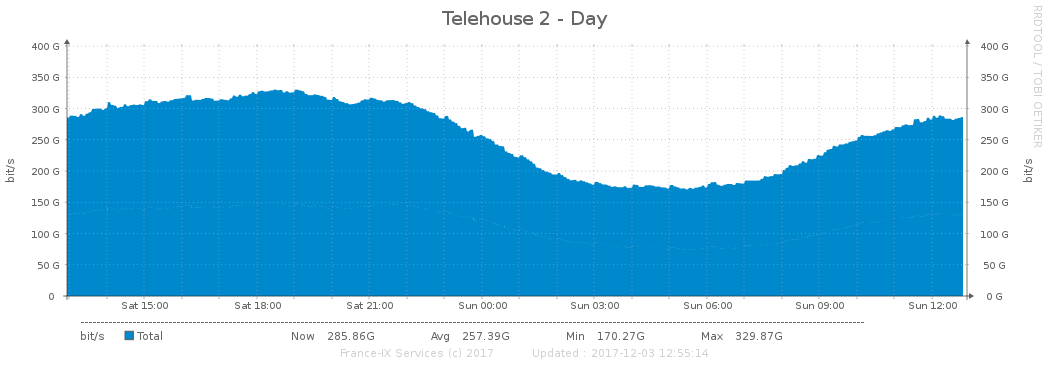 Telehouse 2 - Day
RRDTOOL / TOBI OETIKER
400 G 400 G
350 G 350 G
300 G 300 G
250 G 250 G
200 G 200 G
150 G 150 G
100 G 100 G
50 G 50 G
0 0 G
bit/s
bit/s
Sat 15:00 Sat 18:00 Sat 21:00 Sun 00:00 Sun 03:00 Sun 06:00 Sun 09:00 Sun 12:00
bit/s Total Now 285.86G Avg 257.39G Min 170.27G Max 329.87G
France-IX Services (c) 2017 Updated : 2017-12-03 12:55:14